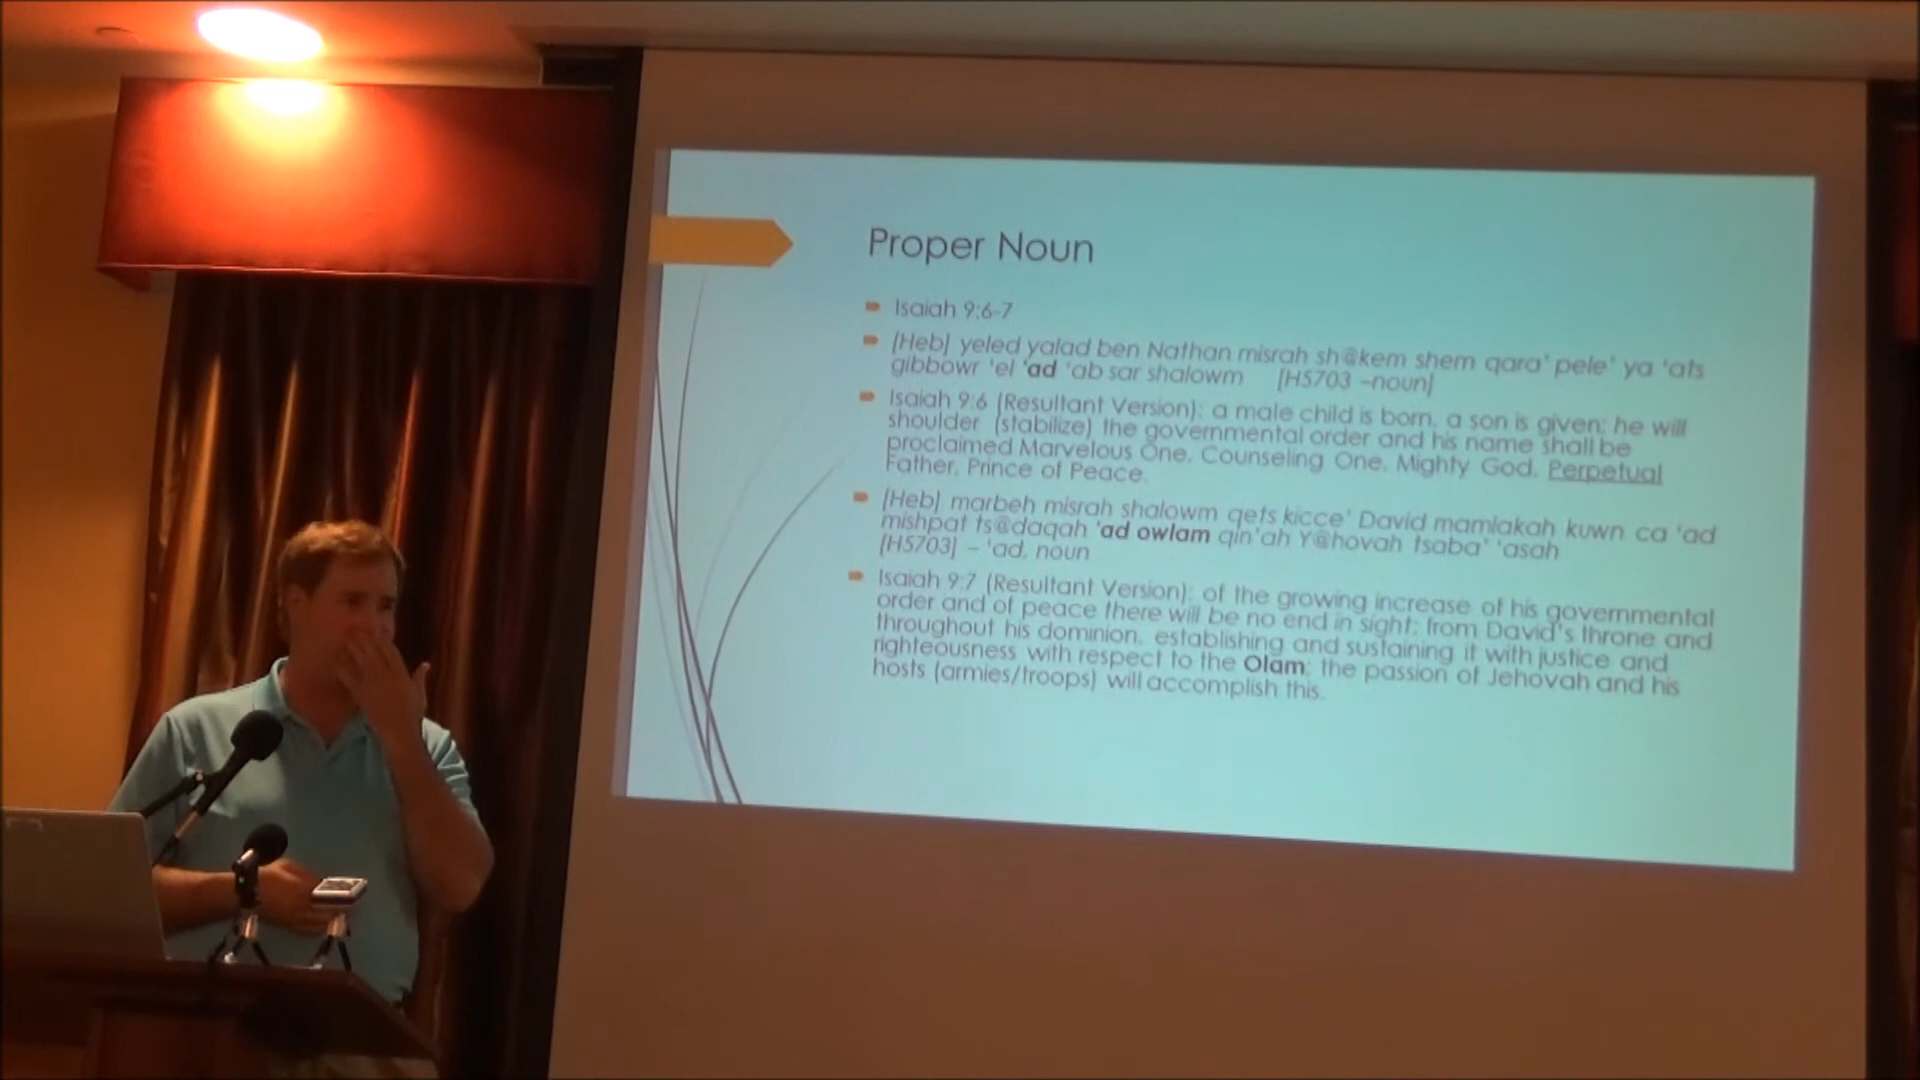 Proper Noun
Isaiah 9:6-7
[Heb] yeled yalad ben Nathan misrah sh@kem shem qara' pele' ya 'ats
gibbowr 'el 'ad 'ab sar shalowm [H5703 –noun]
Isaiah 9:6 (Resultant Version): a male child is born, a son is given; he will
shoulder (stabilize) the governmental order and his name shall be
proclaimed Marvelous One, Counseling One, Mighty God, Perpetual
Father, Prince of Peace.
[Heb] marbeh misrah shalowm qets kicce' David mamlakah kuwn ca 'ad
mishpat ts@daqah 'ad owlam qin'ah Y@hovah tsaba' 'asah
[H5703] – 'ad, noun
Isaiah 9:7 (Resultant Version): of the growing increase of his governmental
order and of peace there will be no end in sight; from David's throne and
throughout his dominion, establishing and sustaining it with justice and
righteousness with respect to the Olam; the passion of Jehovah and his
hosts (armies/troops) will accomplish this.